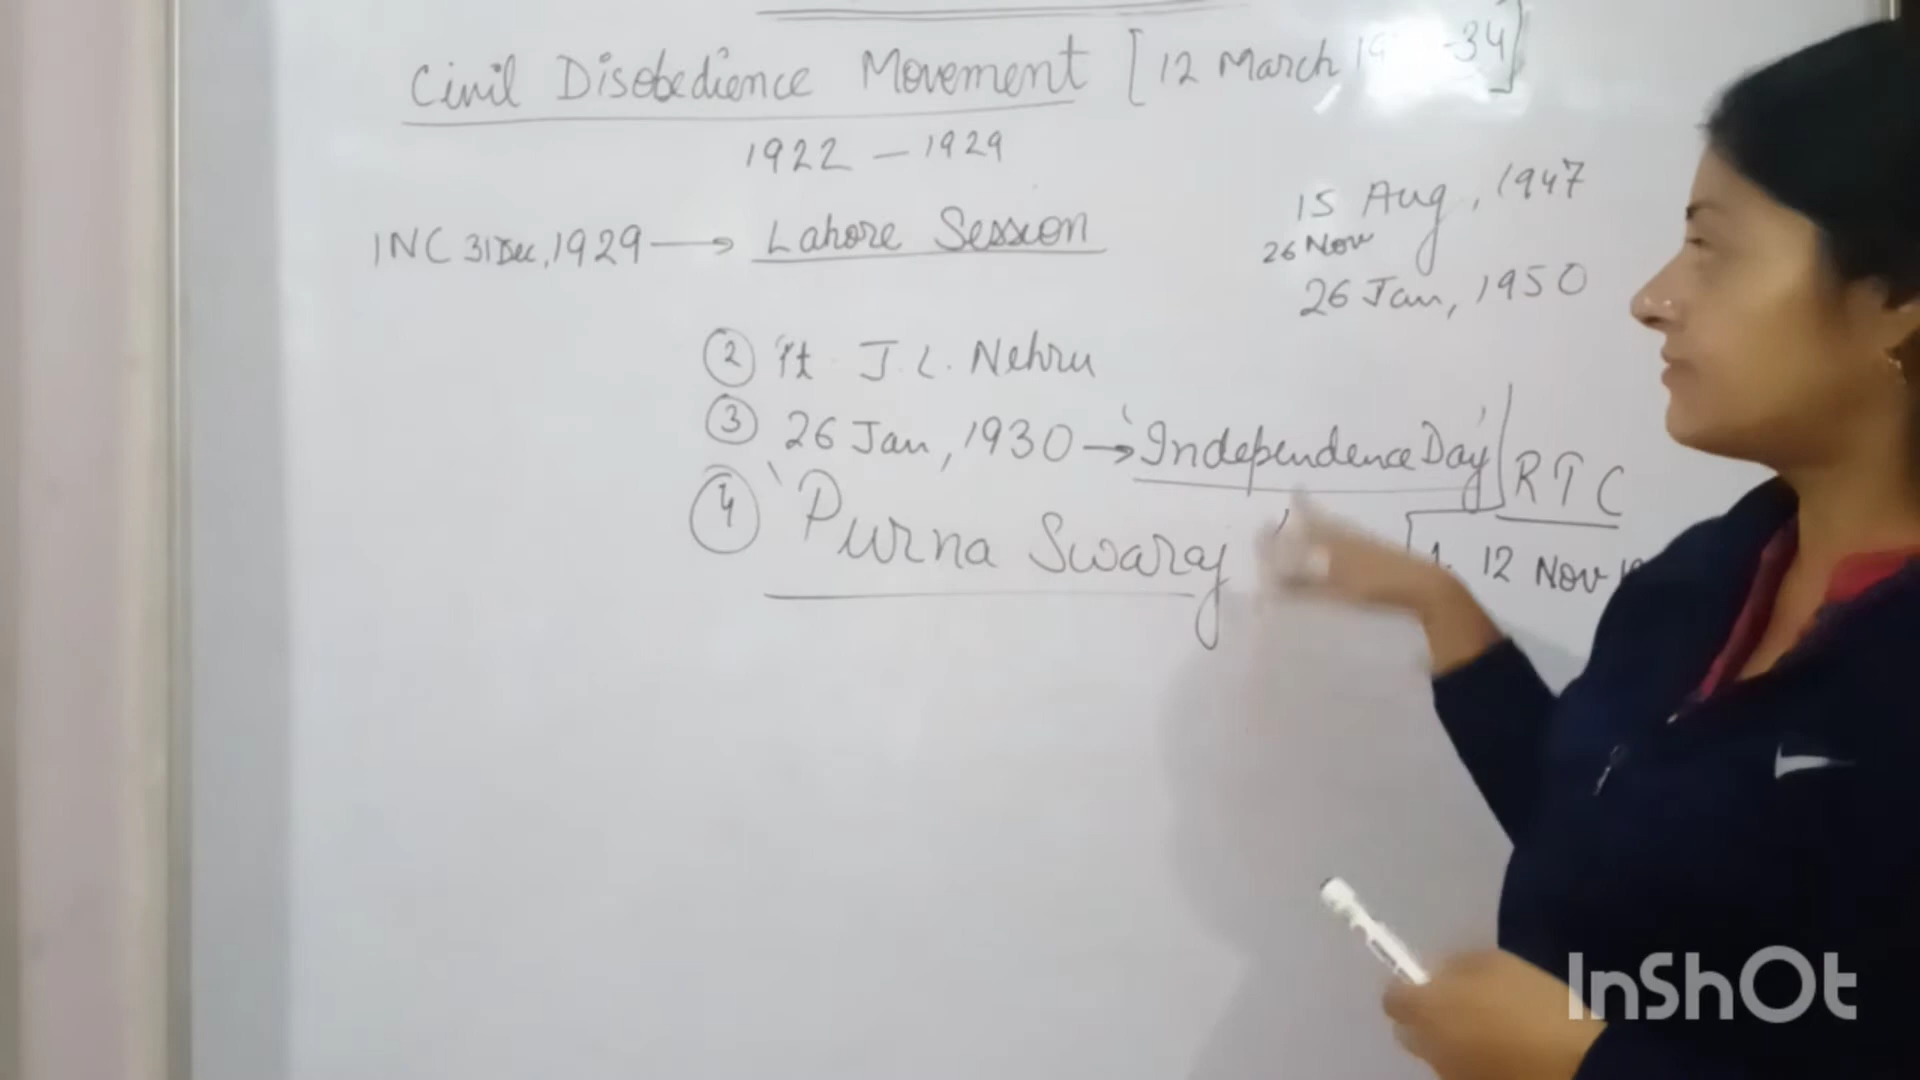 Civil Disobedience Movement [12 March, 19 -34]
1922 — 1929
INC 31 Dec, 1929 → Lahore Session
15 Aug, 1947
26 Nov
26 Jan, 1950
② Pt J. L. Nehru
③ 26 Jan, 1930 → 'Independence Day'
RTC
④ 'Purna Swaraj'
1. 12 Nov
InShOt